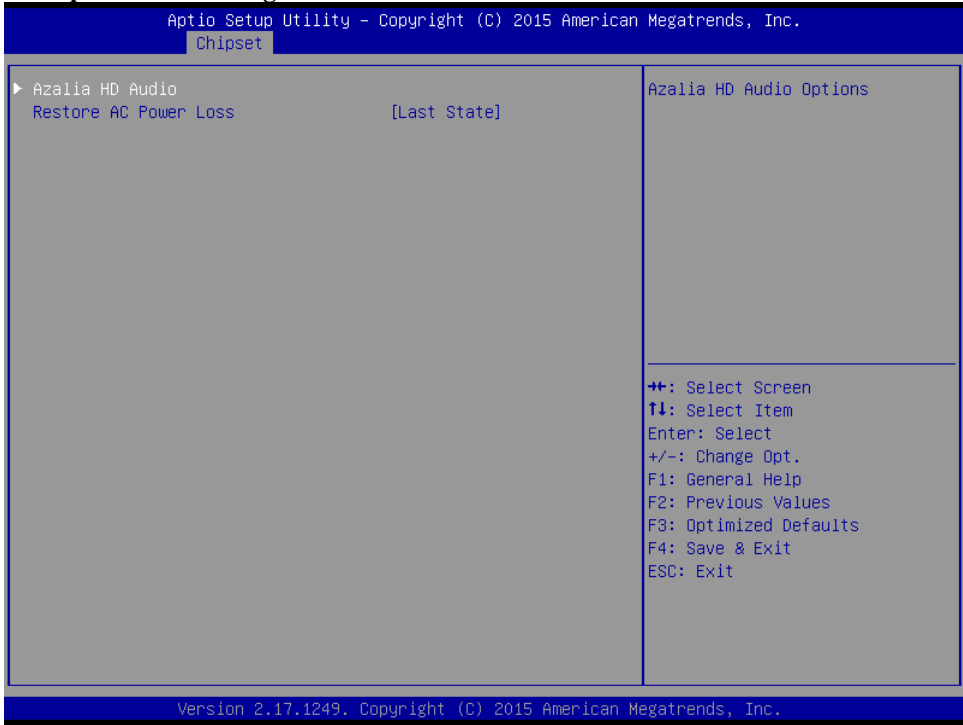 Aptio Setup Utility – Copyright (C) 2015 American Megatrends, Inc.
Chipset
Azalia HD Audio
Restore AC Power Loss [Last State]
Azalia HD Audio Options
→←: Select Screen
↑↓: Select Item
Enter: Select
+/-: Change Opt.
F1: General Help
F2: Previous Values
F3: Optimized Defaults
F4: Save & Exit
ESC: Exit
Version 2.17.1249. Copyright (C) 2015 American Megatrends, Inc.